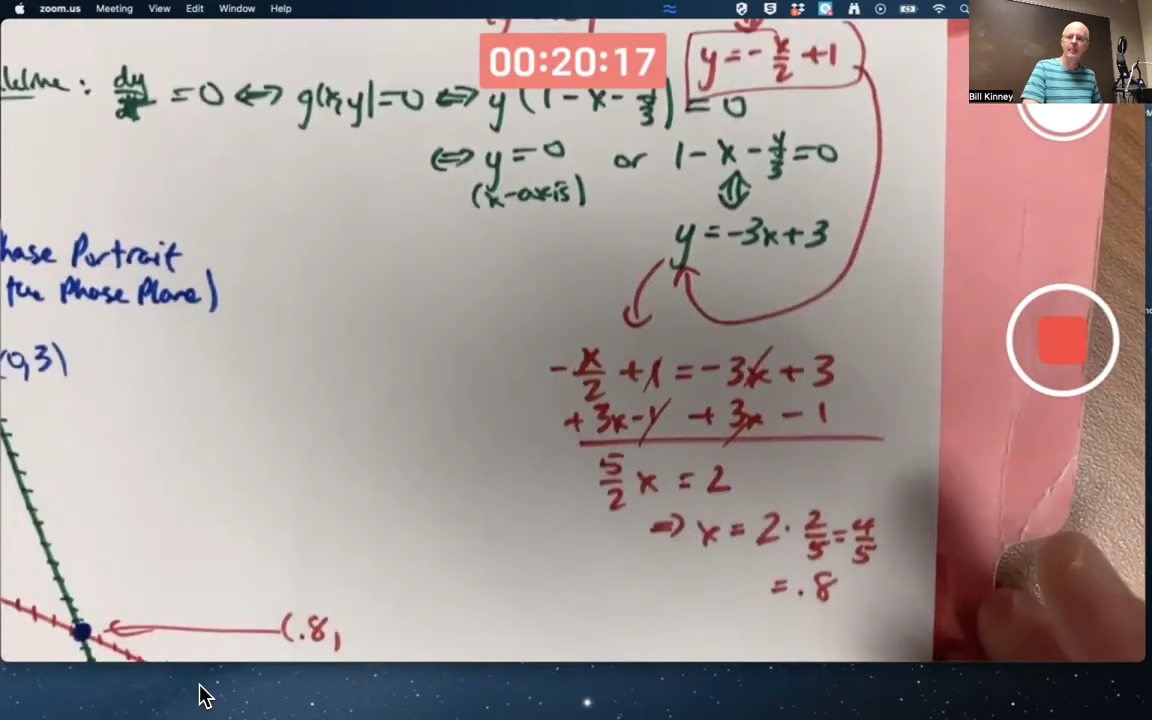 zoom.us Meeting View Edit Window Help
00:20:17
y = -x/2 + 1
Bill Kinney
dy/dt = 0 ⟺ g(x,y) = 0 ⟺ y(1 - x - y/3) = 0
⟺ y = 0 or 1 - x - y/3 = 0
(x-axis) ⇕
y = -3x + 3
hase Portrait
the Phase Plane)
(0,3)
-x/2 + 1 = -3x + 3
+ 3x - 1 + 3x - 1
5/2 x = 2
⇒ x = 2 · 2/5 = 4/5
= .8
(.8,